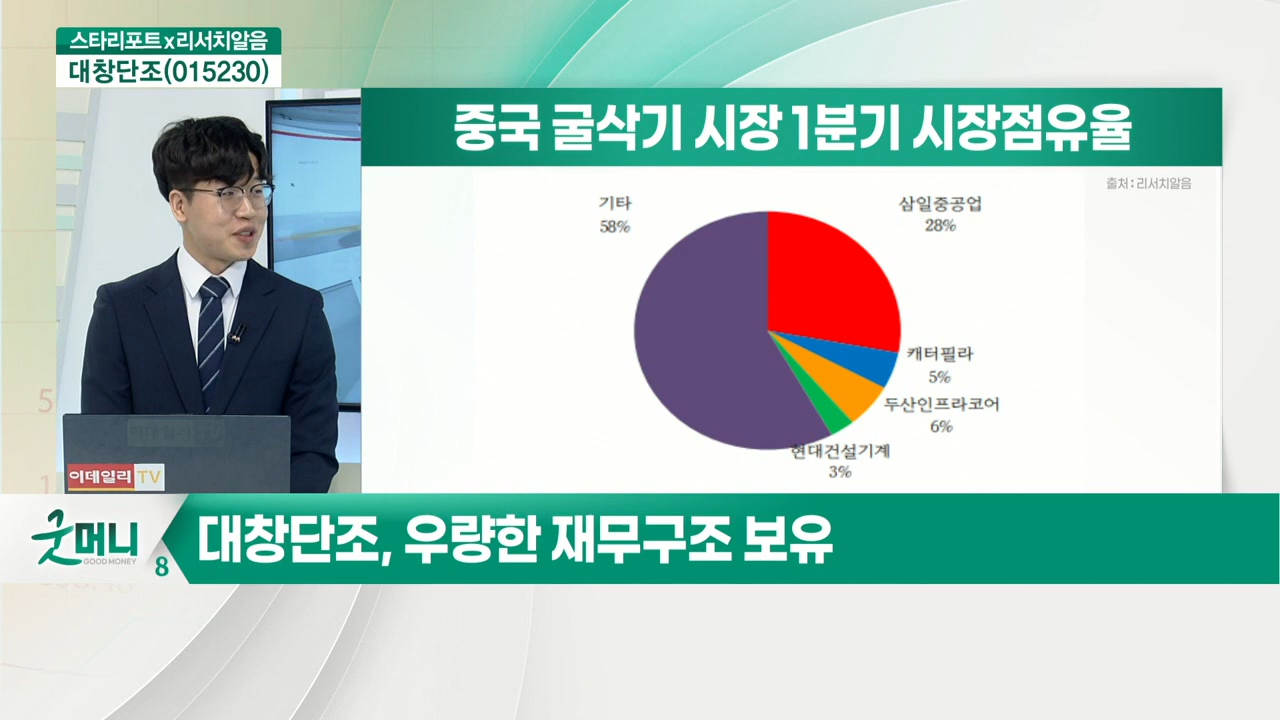 스타리포트x리서치알음
대창단조(015230)
중국 굴삭기 시장 1분기 시장점유율
출처 : 리서치알음
기타
58%
삼일중공업
28%
캐터필라
5%
두산인프라코어
6%
현대건설기계
3%
이데일리TV
굿머니
GOOD MONEY
8
대창단조, 우량한 재무구조 보유